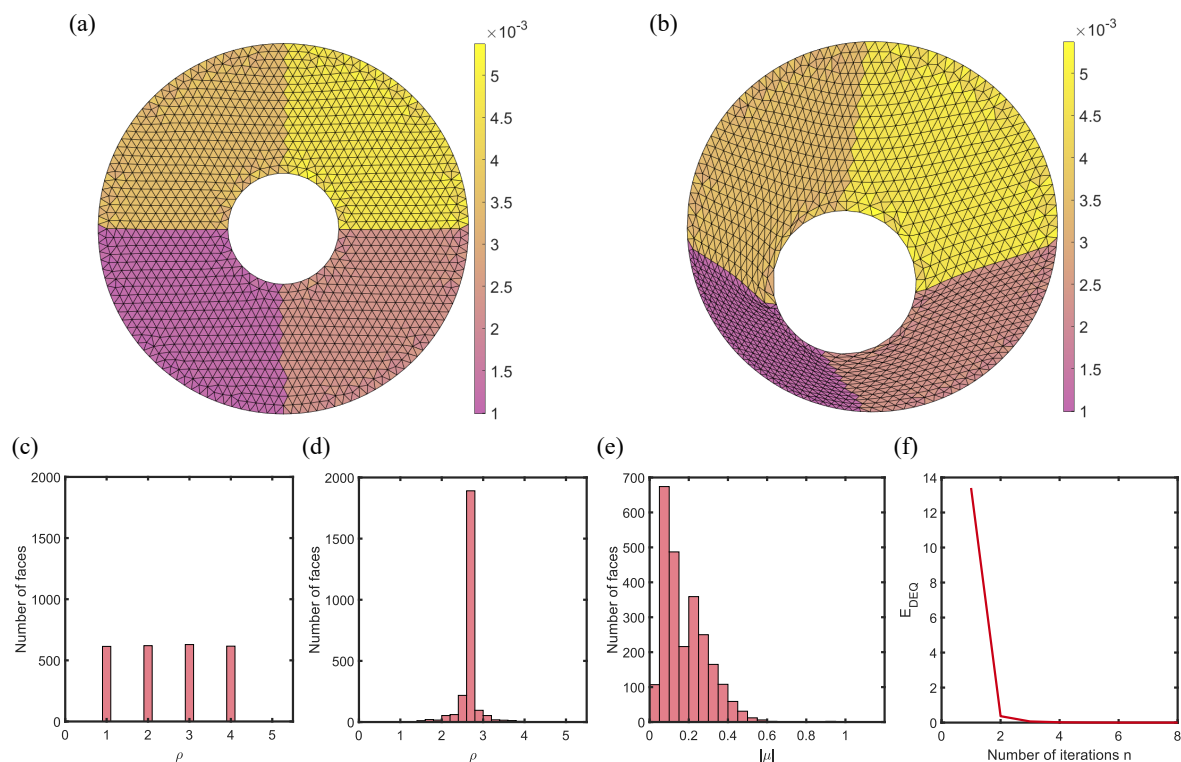 (a)
×10⁻³
5
4.5
4
3.5
3
2.5
2
1.5
1
(b)
×10⁻³
5
4.5
4
3.5
3
2.5
2
1.5
1
(c)
2000
1500
1000
500
0
Number of faces
0 1 2 3 4 5
ρ
(d)
2000
1500
1000
500
0
Number of faces
0 1 2 3 4 5
ρ
(e)
700
600
500
400
300
200
100
0
Number of faces
0 0.2 0.4 0.6 0.8 1
|μ|
(f)
14
12
10
8
6
4
2
0
E_DEQ
0 2 4 6 8
Number of iterations n